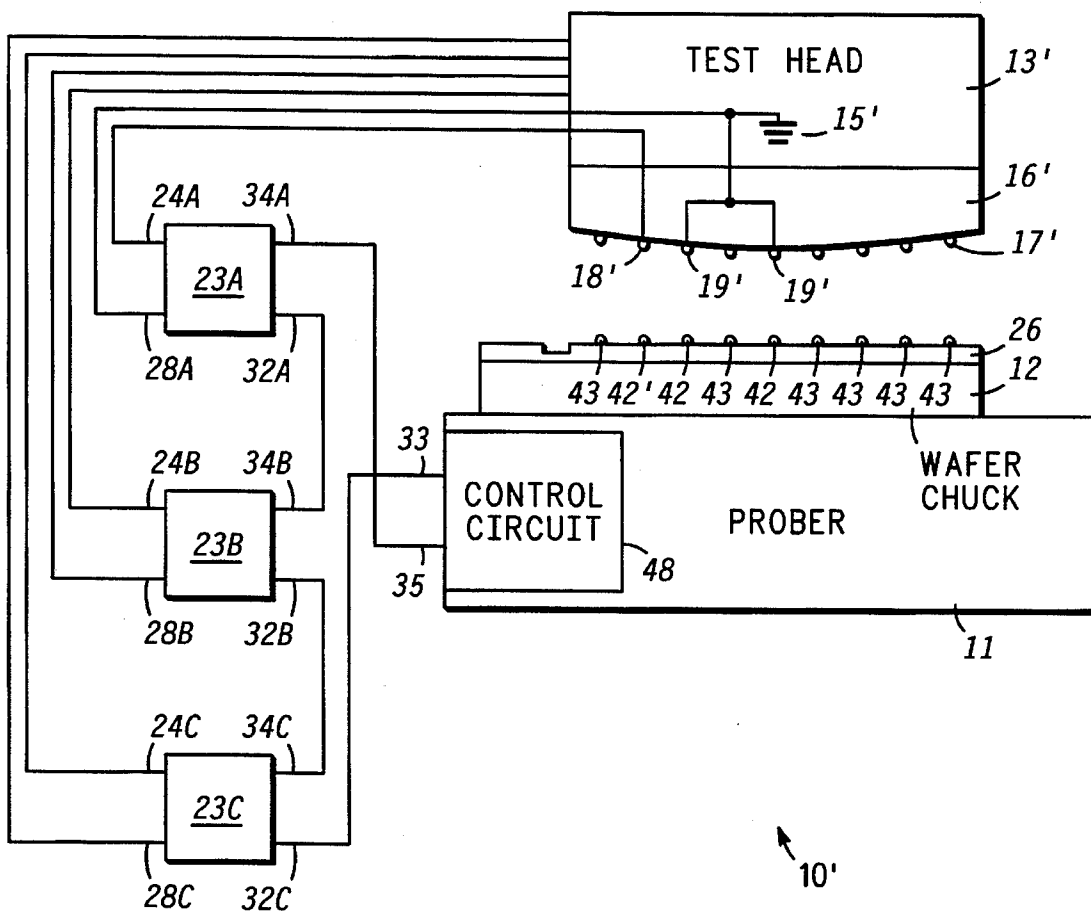 TEST HEAD
13'
15'
16'
17'
18'
19'
19'
24A
34A
23A
28A
32A
26
12
43
42'
42
43
42
43
43
43
43
WAFER
CHUCK
24B
34B
23B
28B
32B
33
CONTROL
CIRCUIT
35
48
PROBER
11
24C
34C
23C
28C
32C
10'